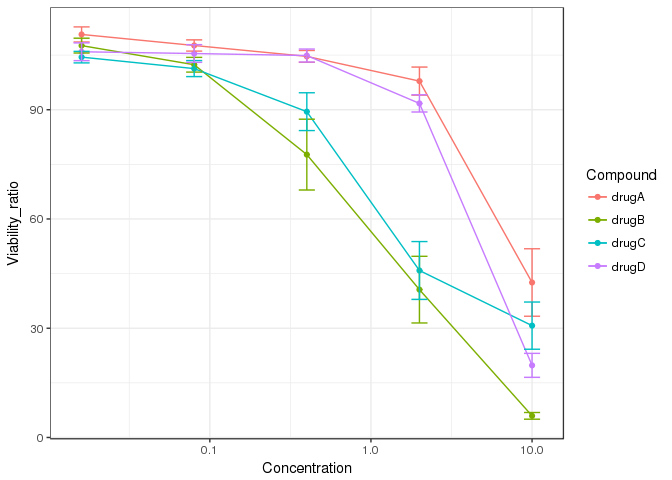 Viability_ratio
90
60
30
0
0.1
1.0
10.0
Concentration
Compound
drugA
drugB
drugC
drugD